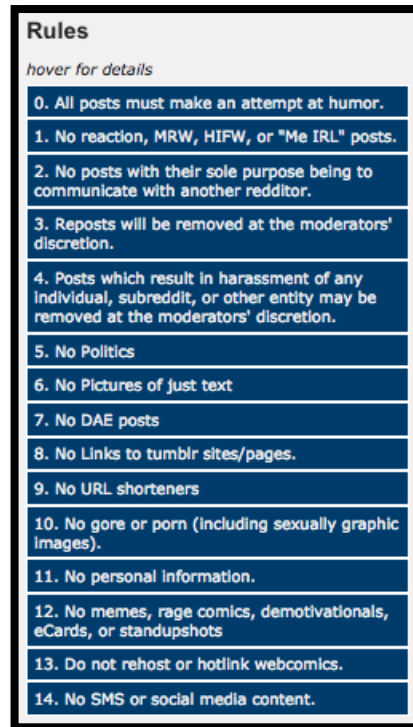 Rules
hover for details
0. All posts must make an attempt at humor.
1. No reaction, MRW, HIFW, or "Me IRL" posts.
2. No posts with their sole purpose being to
communicate with another redditor.
3. Reposts will be removed at the moderators'
discretion.
4. Posts which result in harassment of any
individual, subreddit, or other entity may be
removed at the moderators' discretion.
5. No Politics
6. No Pictures of just text
7. No DAE posts
8. No Links to tumblr sites/pages.
9. No URL shorteners
10. No gore or porn (including sexually graphic
images).
11. No personal information.
12. No memes, rage comics, demotivationals,
eCards, or standupshots
13. Do not rehost or hotlink webcomics.
14. No SMS or social media content.